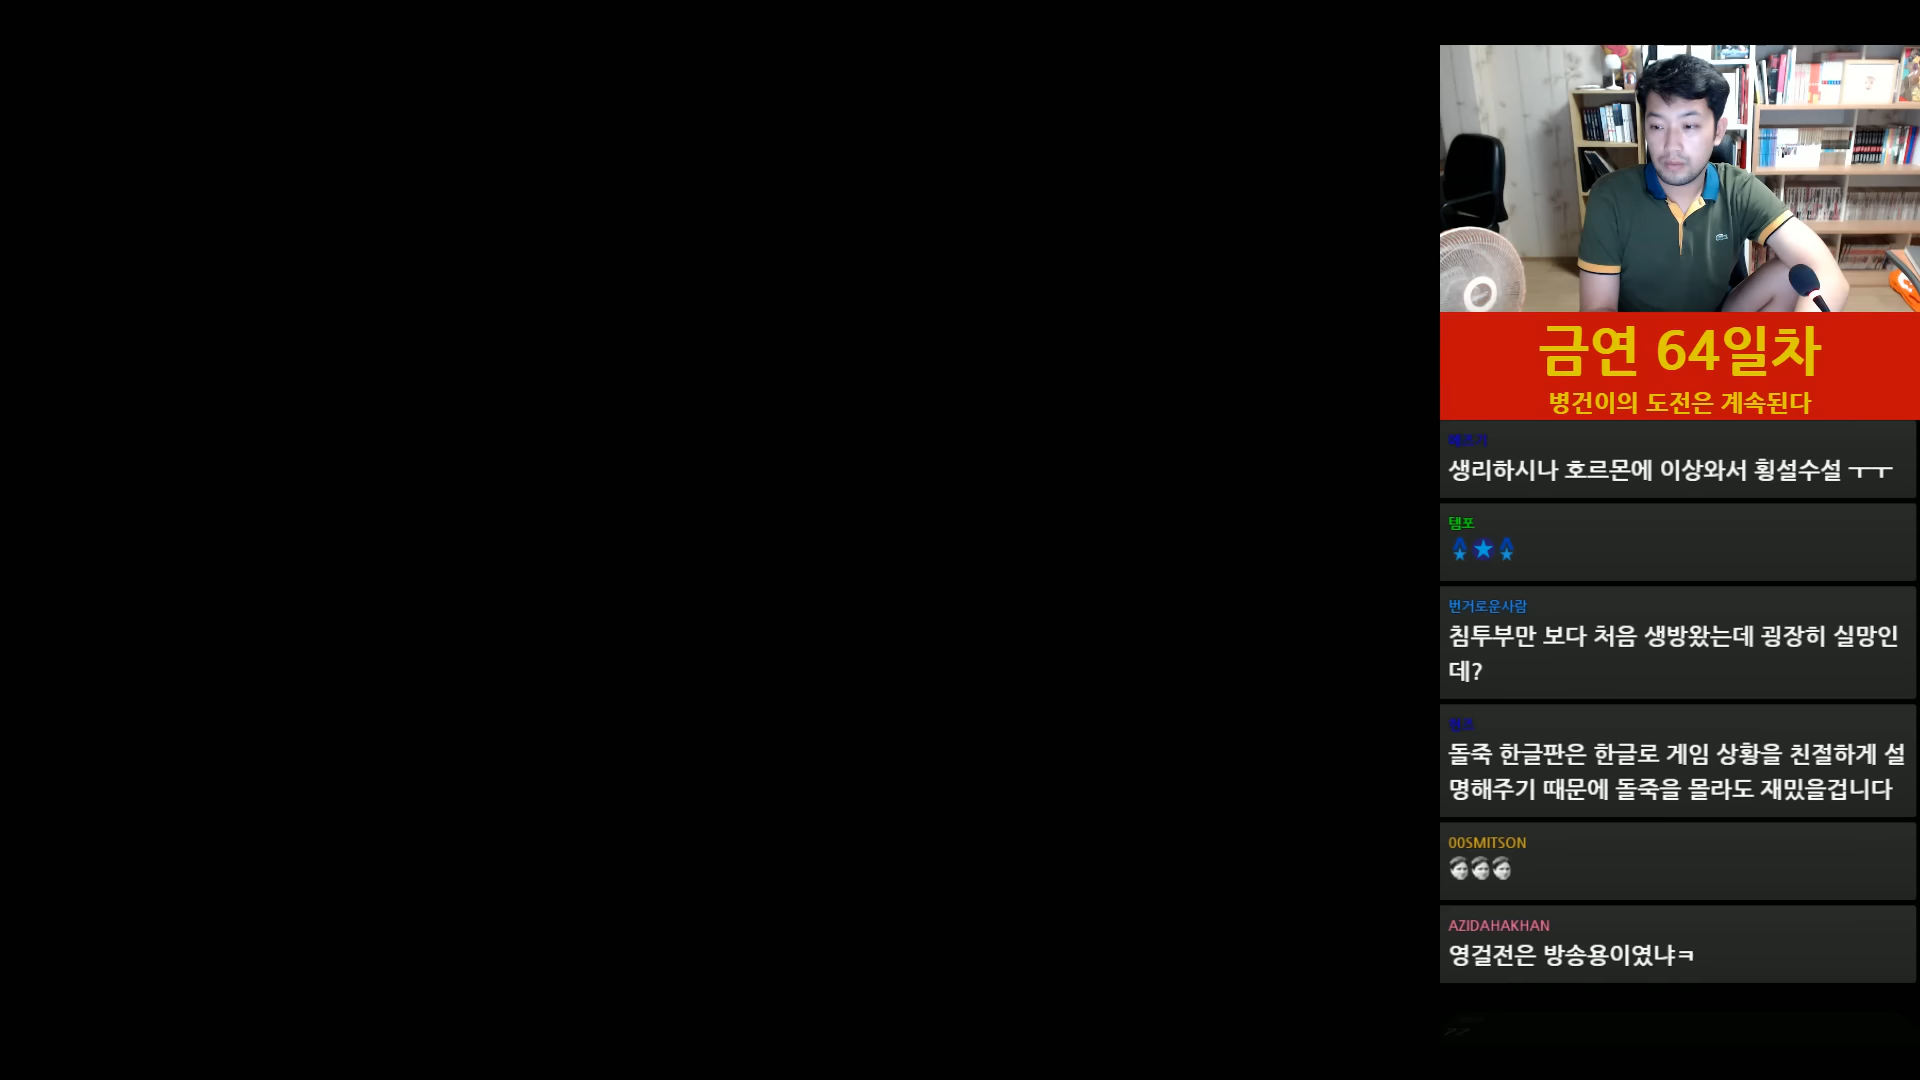 금연 64일차
병건이의 도전은 계속된다
생리하시나 호르몬에 이상와서 횡설수설 ㅜㅜ
템포
번거로운사람
침투부만 보다 처음 생방왔는데 굉장히 실망인
데?
돌죽 한글판은 한글로 게임 상황을 친절하게 설
명해주기 때문에 돌죽을 몰라도 재밌을겁니다
00SMITSON
AZIDAHAKHAN
영걸전은 방송용이였냐ㅋ